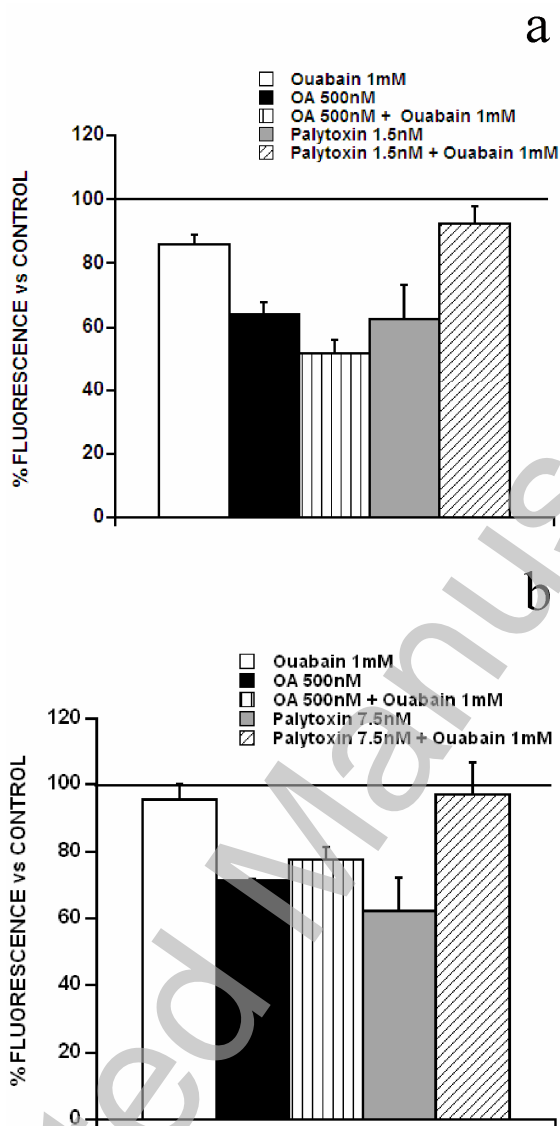 a
Ouabain 1mM
OA 500nM
OA 500nM + Ouabain 1mM
Palytoxin 1.5nM
Palytoxin 1.5nM + Ouabain 1mM
% FLUORESCENCE vs CONTROL
120
100
80
60
40
20
0
b
Ouabain 1mM
OA 500nM
OA 500nM + Ouabain 1mM
Palytoxin 7.5nM
Palytoxin 7.5nM + Ouabain 1mM
% FLUORESCENCE vs CONTROL
120
100
80
60
40
20
0
ted Manus